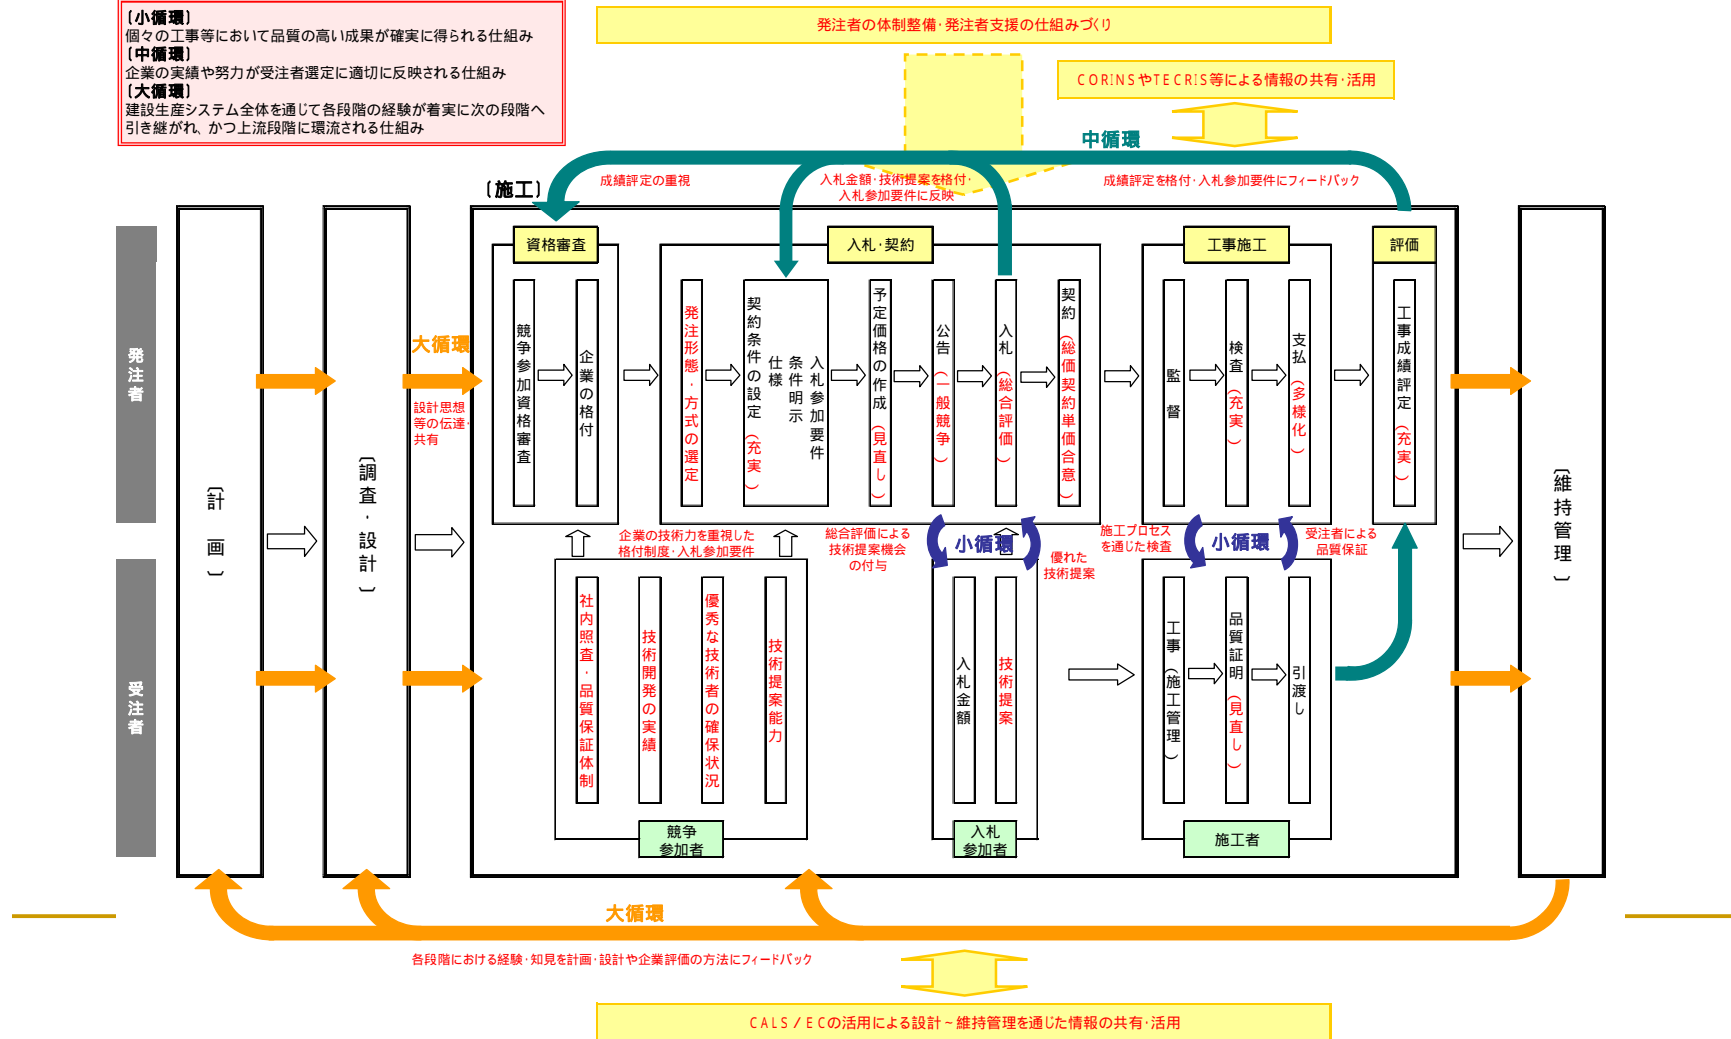 〔小循環〕
個々の工事等において品質の高い成果が確実に得られる仕組み
〔中循環〕
企業の実績や努力が受注者選定に適切に反映される仕組み
〔大循環〕
建設生産システム全体を通じて各段階の経験が着実に次の段階へ
引き継がれ、かつ上流段階に環流される仕組み
発注者の体制整備・発注者支援の仕組みづくり
CORINSやTECRIS等による情報の共有・活用
中循環
〔施工〕
成績評定の重視
入札金額・技術提案を格付・
入札参加要件に反映
成績評定を格付・入札参加要件にフィードバック
資格審査
入札・契約
工事施工
評価
発注者
受注者
〔計 画〕
〔調査・設計〕
大循環
設計思想
等の伝達・
共有
競争参加資格審査
企業の格付
発注形態・方式の選定
契約条件の設定（充実）
仕様
条件明示
入札参加要件
予定価格の作成（見直し）
公告（一般競争）
入札（総合評価）
契約（総価契約単価合意）
監 督
検査（充実）
支払（多様化）
工事成績評定（充実）
〔維持管理〕
企業の技術力を重視した
格付制度・入札参加要件
総合評価による
技術提案機会
の付与
小循環
優れた
技術提案
施工プロセス
を通じた検査
小循環
受注者による
品質保証
社内照査・品質保証体制
技術開発の実績
優秀な技術者の確保状況
技術提案能力
入札金額
技術提案
工事（施工管理）
品質証明（見直し）
引渡し
競争
参加者
入札
参加者
施工者
大循環
各段階における経験・知見を計画・設計や企業評価の方法にフィードバック
CALS/ECの活用による設計～維持管理を通じた情報の共有・活用